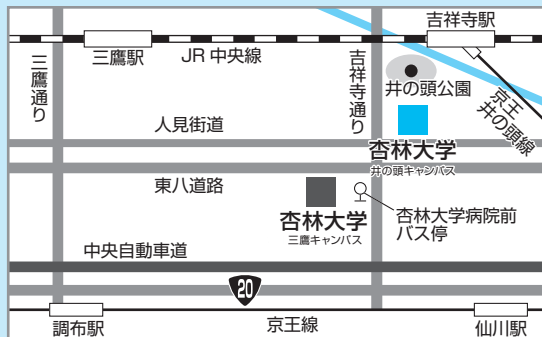 吉祥寺駅
三鷹駅
JR 中央線
三鷹通り
吉祥寺通り
井の頭公園
京王
井の頭線
人見街道
杏林大学
井の頭キャンパス
東八道路
杏林大学
三鷹キャンパス
杏林大学病院前
バス停
中央自動車道
20
調布駅
京王線
仙川駅